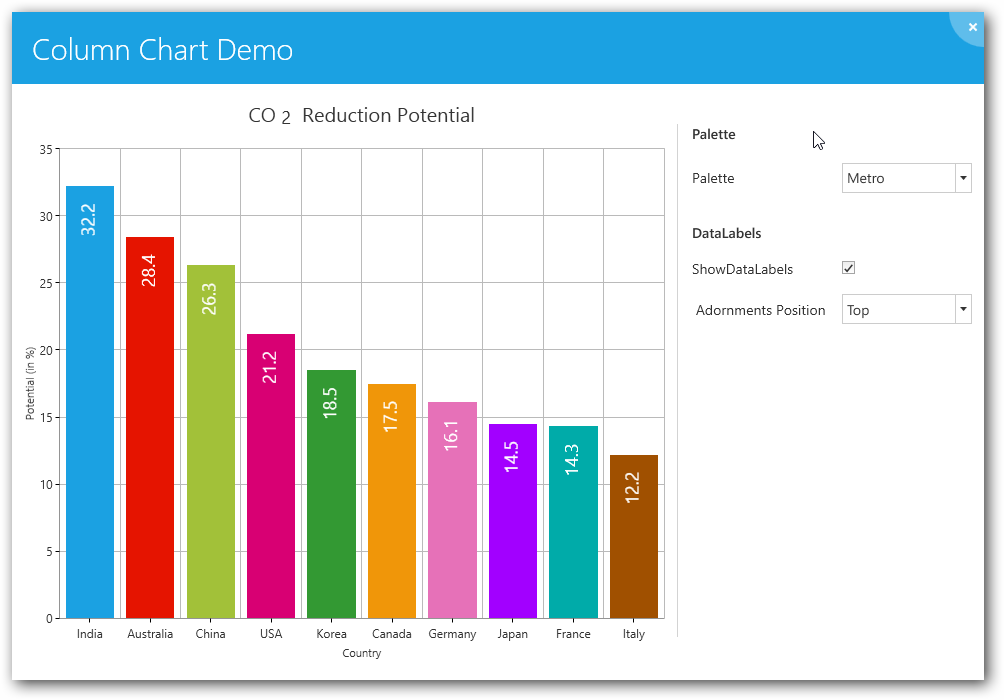 Column Chart Demo
CO 2 Reduction Potential
35
30
25
20
15
10
5
0
Potential (in %)
32.2
28.4
26.3
21.2
18.5
17.5
16.1
14.5
14.3
12.2
India Australia China USA Korea Canada Germany Japan France Italy
Country
Palette
Palette Metro
DataLabels
ShowDataLabels
Adornments Position Top